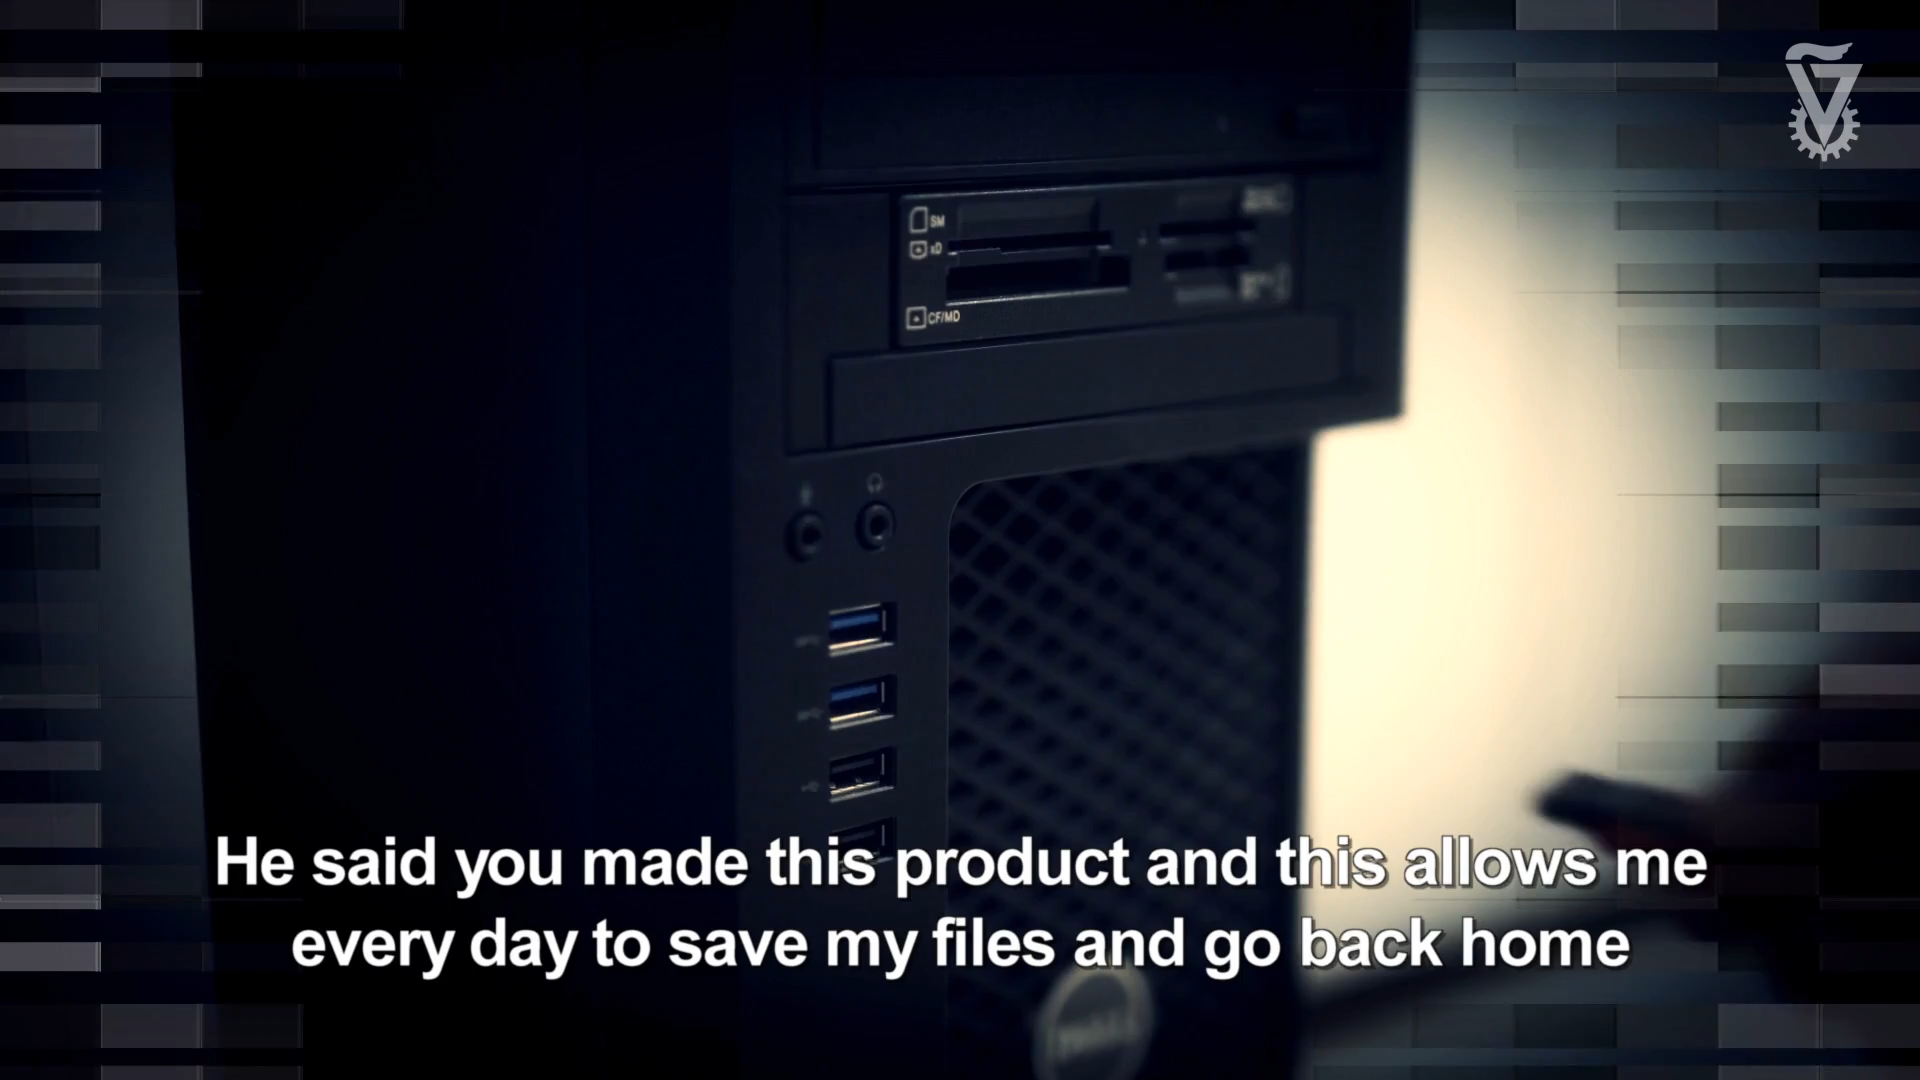 SM
xD
CF/MD
He said you made this product and this allows me
every day to save my files and go back home
DELL